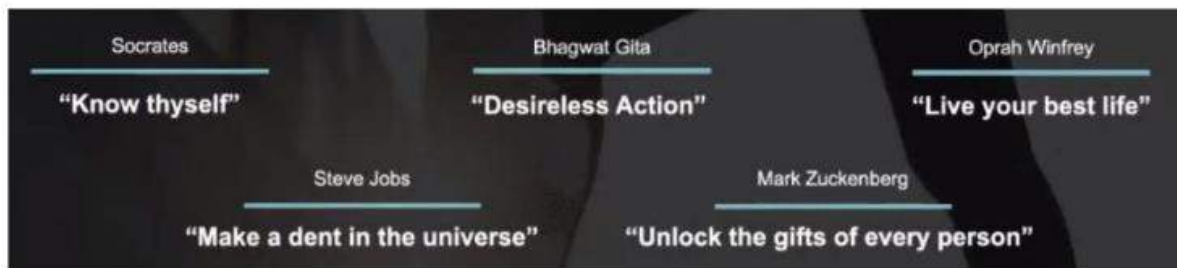 Socrates
Bhagwat Gita
Oprah Winfrey
“Know thyself”
“Desireless Action”
“Live your best life”
Steve Jobs
Mark Zuckenberg
“Make a dent in the universe”
“Unlock the gifts of every person”